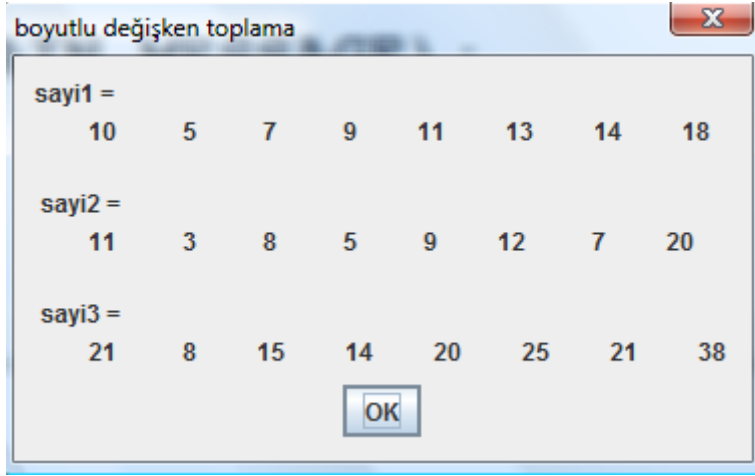 boyutlu değişken toplama
sayi1 =
10 5 7 9 11 13 14 18
sayi2 =
11 3 8 5 9 12 7 20
sayi3 =
21 8 15 14 20 25 21 38
OK